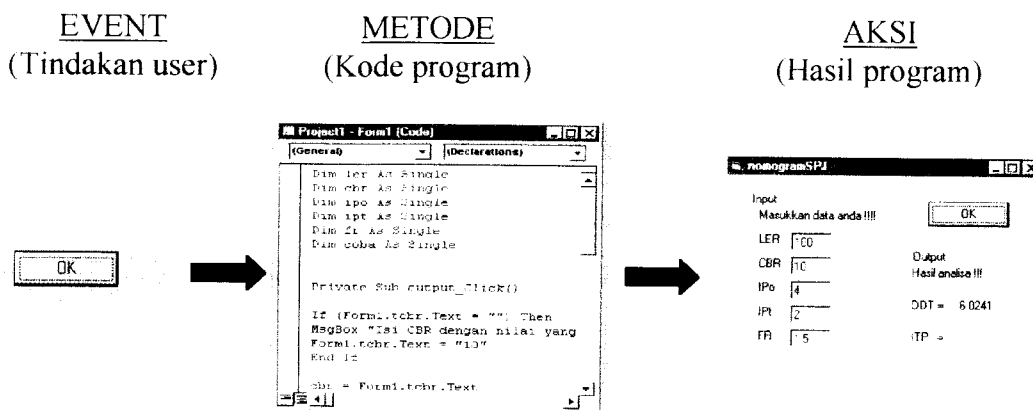 EVENT
(Tindakan user)
METODE
(Kode program)
AKSI
(Hasil program)
OK
Project1 - Form1 (Code)
(General)
(Declarations)
Dim ler As Single
Dim cbr As Single
Dim ipo As Single
Dim ipt As Single
Dim fr As Single
Dim coba As Single
Private Sub output_Click()
If (Form1.tcbr.Text = "") Then
MsgBox "Isi CBR dengan nilai yang
Form1.tcbr.Text = "10"
End If
cbr = Form1.tcbr.Text
nomogramSPJ
Input
Masukkan data anda !!!!
OK
LER 100
CBR 10
IPo 4
IPt 2
FR 1.5
Output
Hasil analisa !!!
DDT = 6.0241
ITP =